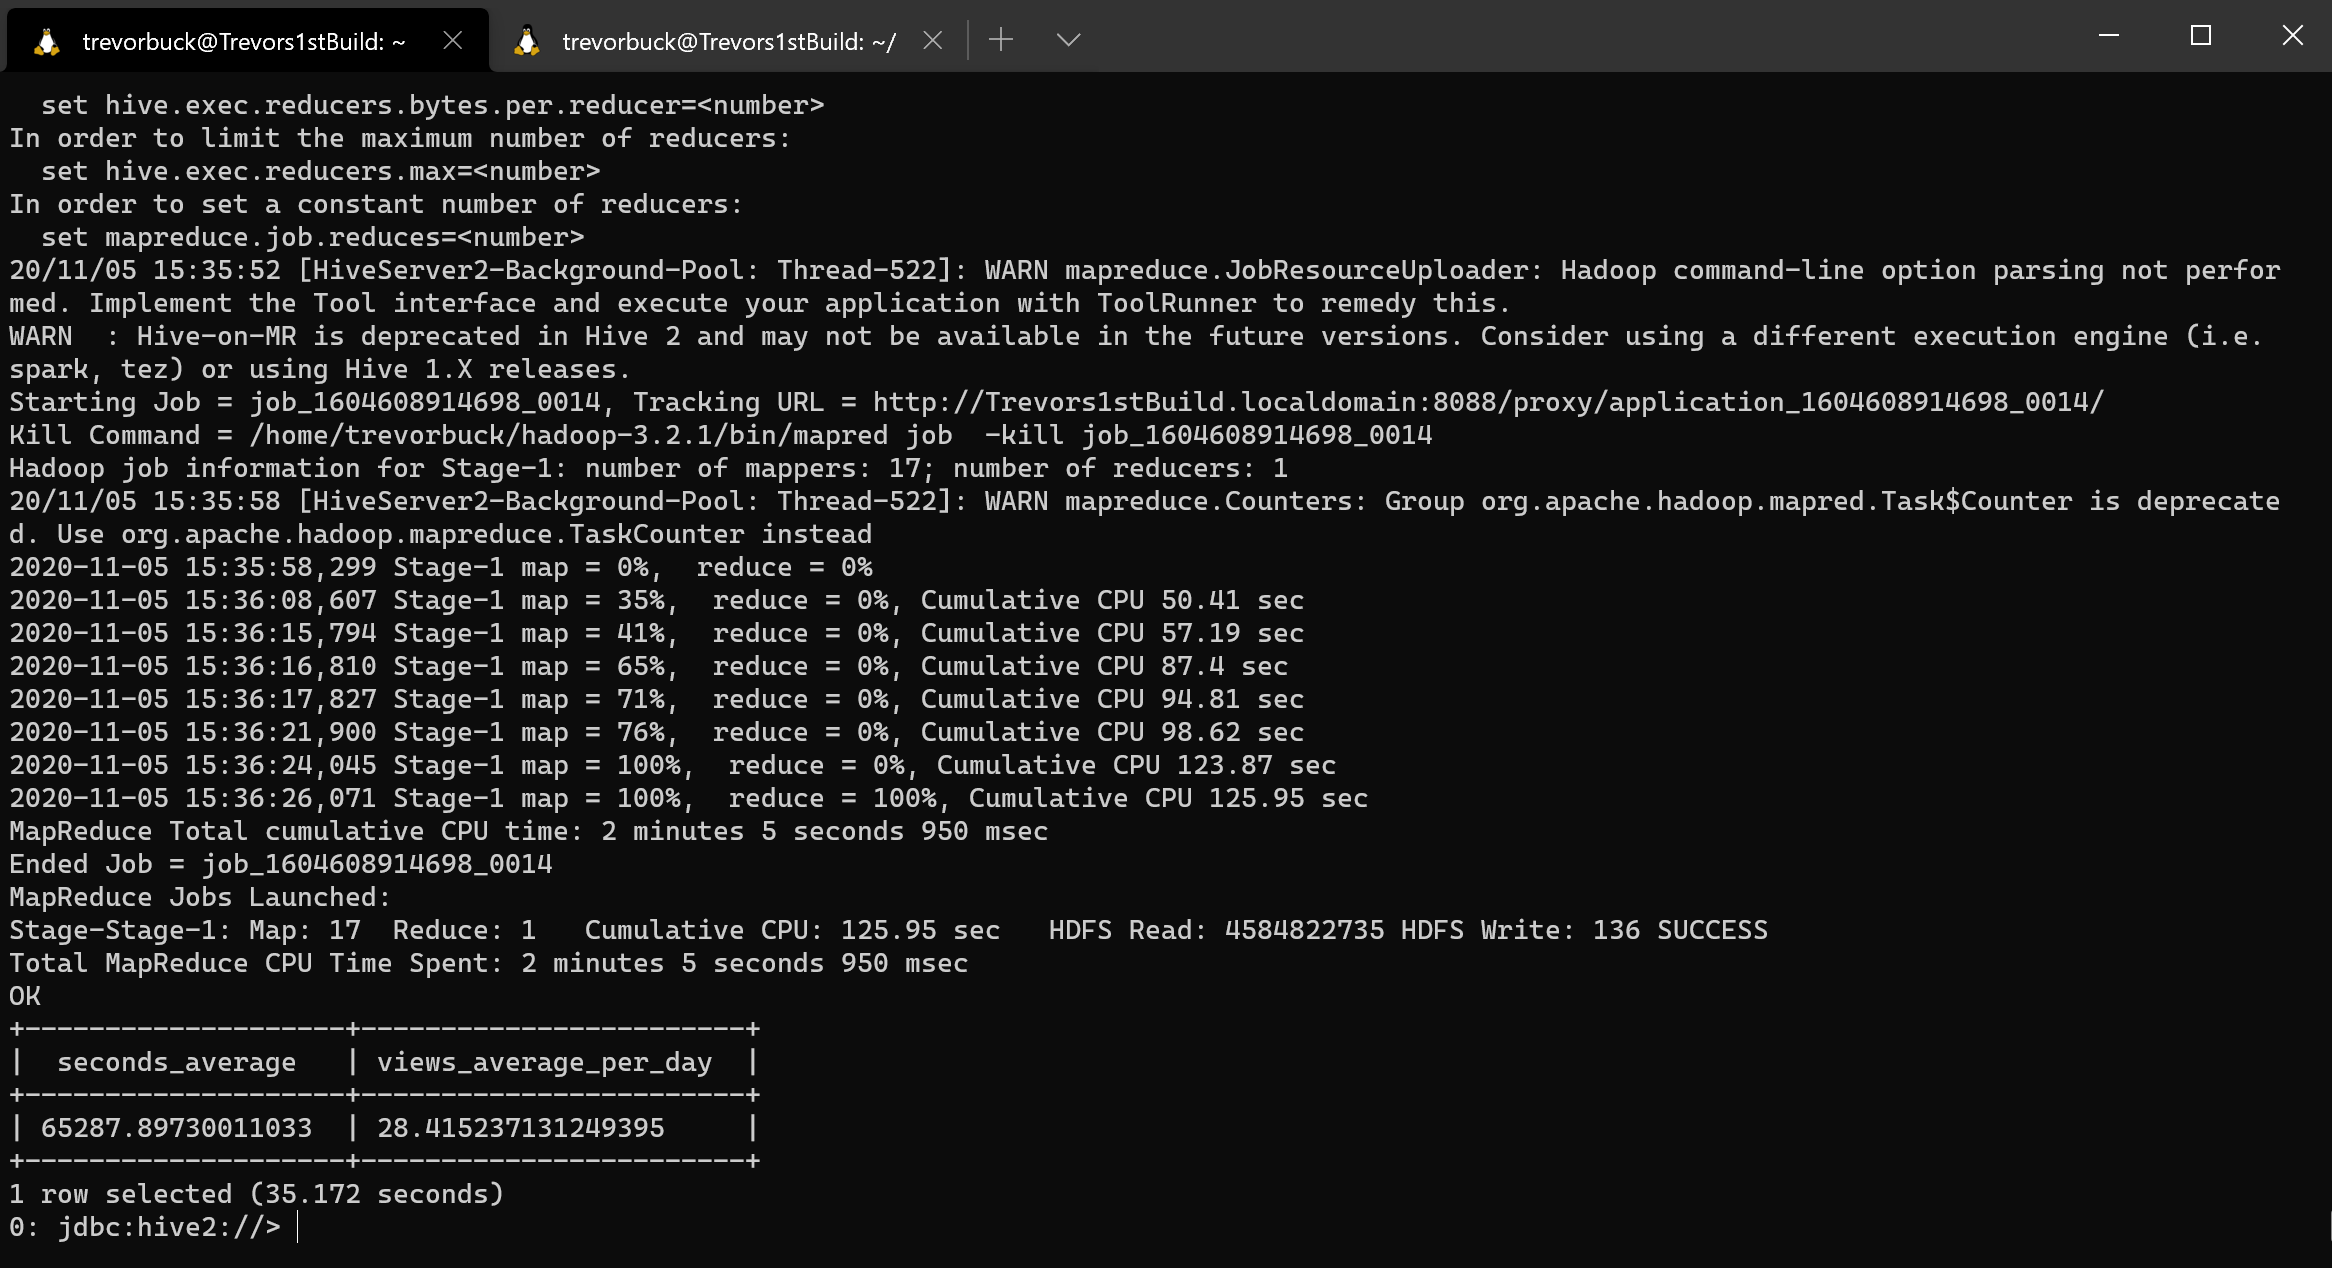 trevorbuck@Trevors1stBuild: ~
trevorbuck@Trevors1stBuild: ~/
  set hive.exec.reducers.bytes.per.reducer=<number>
In order to limit the maximum number of reducers:
  set hive.exec.reducers.max=<number>
In order to set a constant number of reducers:
  set mapreduce.job.reduces=<number>
20/11/05 15:35:52 [HiveServer2-Background-Pool: Thread-522]: WARN mapreduce.JobResourceUploader: Hadoop command-line option parsing not perfor
med. Implement the Tool interface and execute your application with ToolRunner to remedy this.
WARN  : Hive-on-MR is deprecated in Hive 2 and may not be available in the future versions. Consider using a different execution engine (i.e.
spark, tez) or using Hive 1.X releases.
Starting Job = job_1604608914698_0014, Tracking URL = http://Trevors1stBuild.localdomain:8088/proxy/application_1604608914698_0014/
Kill Command = /home/trevorbuck/hadoop-3.2.1/bin/mapred job  -kill job_1604608914698_0014
Hadoop job information for Stage-1: number of mappers: 17; number of reducers: 1
20/11/05 15:35:58 [HiveServer2-Background-Pool: Thread-522]: WARN mapreduce.Counters: Group org.apache.hadoop.mapred.Task$Counter is deprecate
d. Use org.apache.hadoop.mapreduce.TaskCounter instead
2020-11-05 15:35:58,299 Stage-1 map = 0%,  reduce = 0%
2020-11-05 15:36:08,607 Stage-1 map = 35%,  reduce = 0%, Cumulative CPU 50.41 sec
2020-11-05 15:36:15,794 Stage-1 map = 41%,  reduce = 0%, Cumulative CPU 57.19 sec
2020-11-05 15:36:16,810 Stage-1 map = 65%,  reduce = 0%, Cumulative CPU 87.4 sec
2020-11-05 15:36:17,827 Stage-1 map = 71%,  reduce = 0%, Cumulative CPU 94.81 sec
2020-11-05 15:36:21,900 Stage-1 map = 76%,  reduce = 0%, Cumulative CPU 98.62 sec
2020-11-05 15:36:24,045 Stage-1 map = 100%,  reduce = 0%, Cumulative CPU 123.87 sec
2020-11-05 15:36:26,071 Stage-1 map = 100%,  reduce = 100%, Cumulative CPU 125.95 sec
MapReduce Total cumulative CPU time: 2 minutes 5 seconds 950 msec
Ended Job = job_1604608914698_0014
MapReduce Jobs Launched:
Stage-Stage-1: Map: 17  Reduce: 1   Cumulative CPU: 125.95 sec   HDFS Read: 4584822735 HDFS Write: 136 SUCCESS
Total MapReduce CPU Time Spent: 2 minutes 5 seconds 950 msec
OK
+--------------------+------------------------+
|  seconds_average   | views_average_per_day  |
+--------------------+------------------------+
| 65287.89730011033  | 28.415237131249395     |
+--------------------+------------------------+
1 row selected (35.172 seconds)
0: jdbc:hive2://>